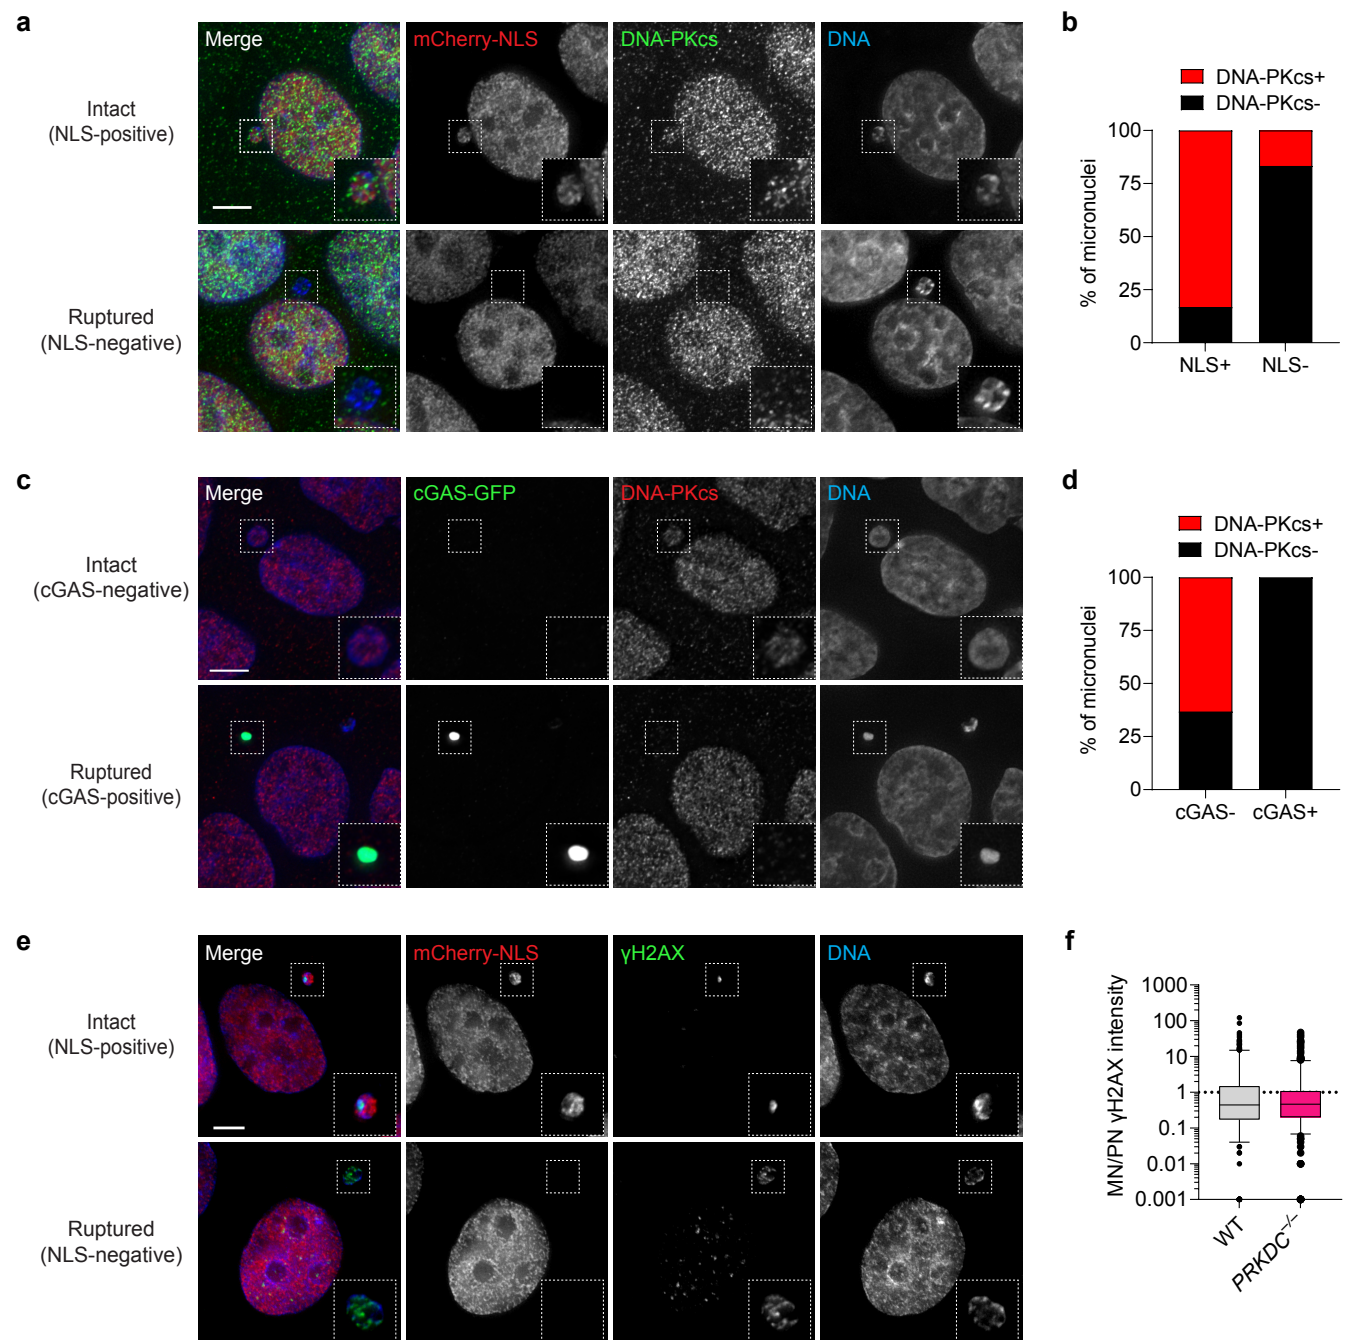 a
Merge
mCherry-NLS
DNA-PKcs
DNA
Intact
(NLS-positive)
Ruptured
(NLS-negative)
b
DNA-PKcs+
DNA-PKcs-
% of micronuclei
100
75
50
25
0
NLS+
NLS-
c
Merge
cGAS-GFP
DNA-PKcs
DNA
Intact
(cGAS-negative)
Ruptured
(cGAS-positive)
d
DNA-PKcs+
DNA-PKcs-
% of micronuclei
100
75
50
25
0
cGAS-
cGAS+
e
Merge
mCherry-NLS
γH2AX
DNA
Intact
(NLS-positive)
Ruptured
(NLS-negative)
f
MN/PN γH2AX intensity
1000
100
10
1
0.1
0.01
0.001
WT
PRKDC⁻/⁻